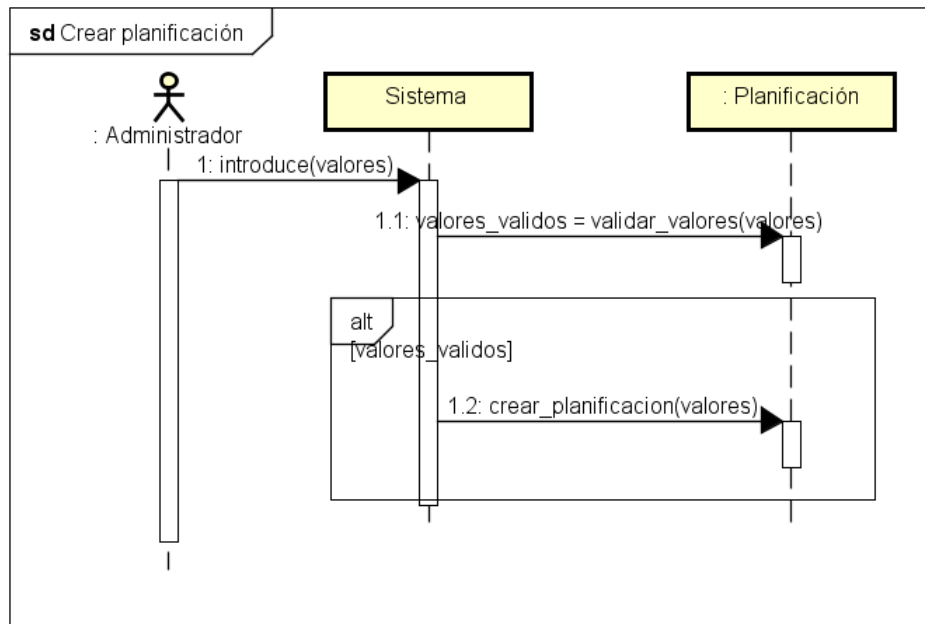 sd Crear planificación
: Administrador
Sistema
: Planificación
1: introduce(valores)
1.1: valores_validos = validar_valores(valores)
alt
[valores_validos]
1.2: crear_planificacion(valores)